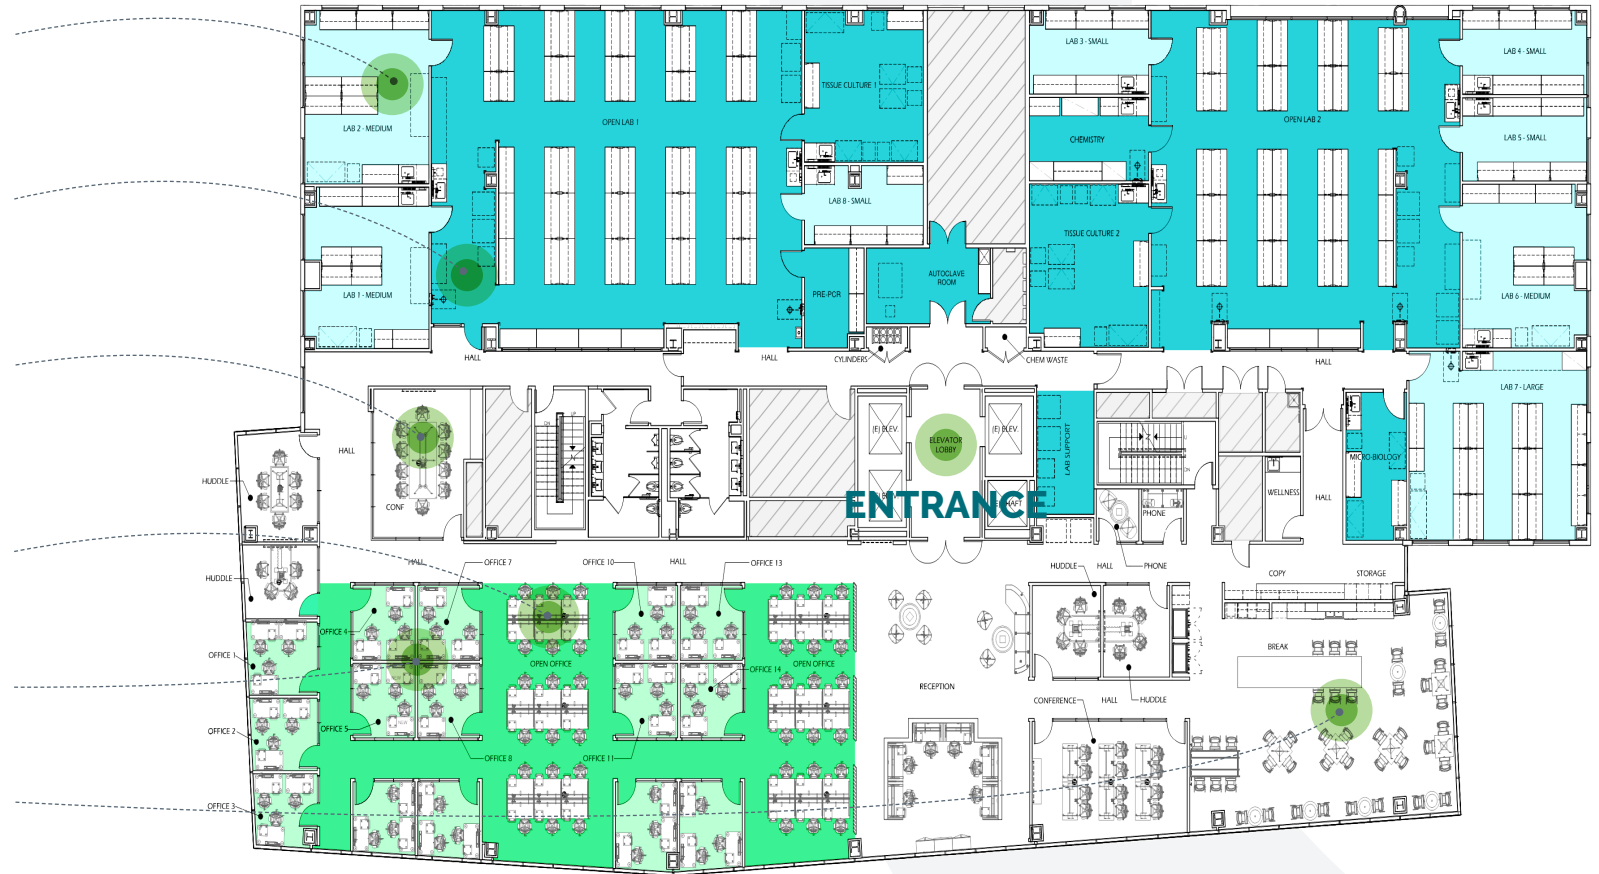 LAB 3 - SMALL
LAB 4 - SMALL
TISSUE CULTURE 1
LAB 2 - MEDIUM
OPEN LAB 1
OPEN LAB 2
CHEMISTRY
LAB 5 - SMALL
LAB 8 - SMALL
TISSUE CULTURE 2
AUTOCLAVE
ROOM
LAB 1 - MEDIUM
PRE-PCR
LAB 6 - MEDIUM
HALL
HALL
CYLINDERS
CHEM WASTE
HALL
LAB 7 - LARGE
UP
DN
(E) ELEV.
ELEVATOR
LOBBY
(E) ELEV.
LAB SUPPORT
HALL
MICRO-BIOLOGY
DN
HUDDLE
CONF
ENTRANCE
WELLNESS
HALL
PHONE
HALL
OFFICE 7
OFFICE 10
HALL
OFFICE 13
HUDDLE
HALL
PHONE
COPY
STORAGE
HUDDLE
OFFICE 4
OFFICE 1
OPEN OFFICE
OPEN OFFICE
OFFICE 14
BREAK
RECEPTION
CONFERENCE
HALL
HUDDLE
OFFICE 5
OFFICE 2
OFFICE 8
OFFICE 11
OFFICE 3